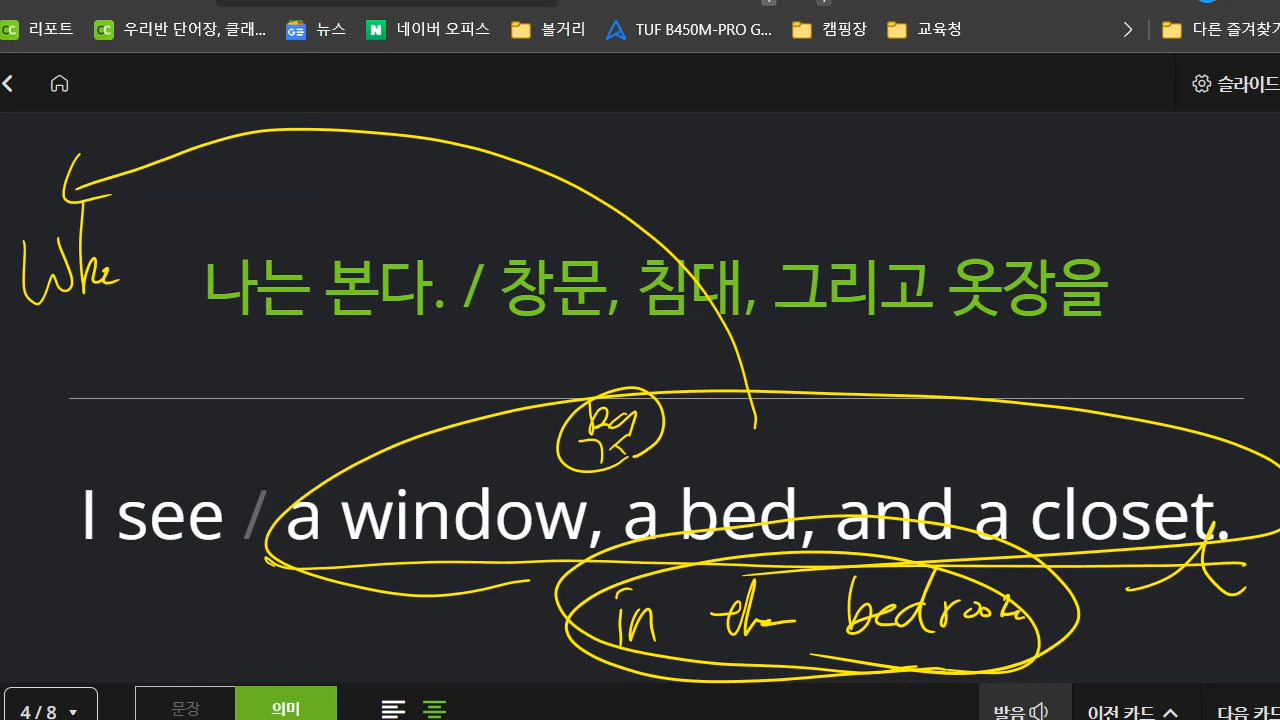 리포트 우리반 단어장, 클래... 뉴스 네이버 오피스 볼거리 TUF B450M-PRO G... 캠핑장 교육청 다른 즐겨찾기
슬라이드
나는 본다. / 창문, 침대, 그리고 옷장을
I see / a window, a bed, and a closet.
in the bedroom
4 / 8 문장 의미 발음 이전 카드 다음 카드